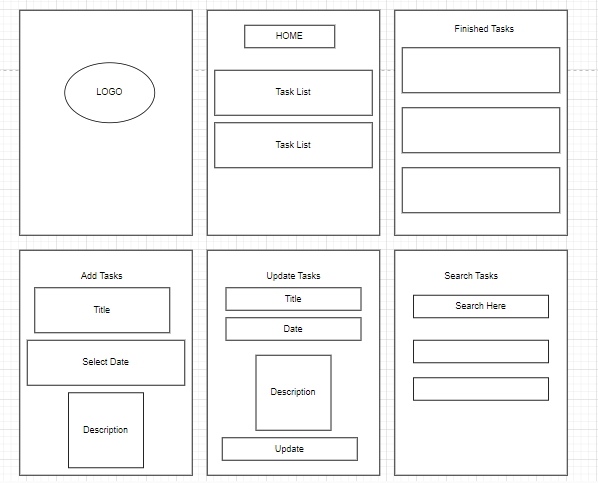 LOGO
HOME
Task List
Task List
Finished Tasks
Add Tasks
Title
Select Date
Description
Update Tasks
Title
Date
Description
Update
Search Tasks
Search Here